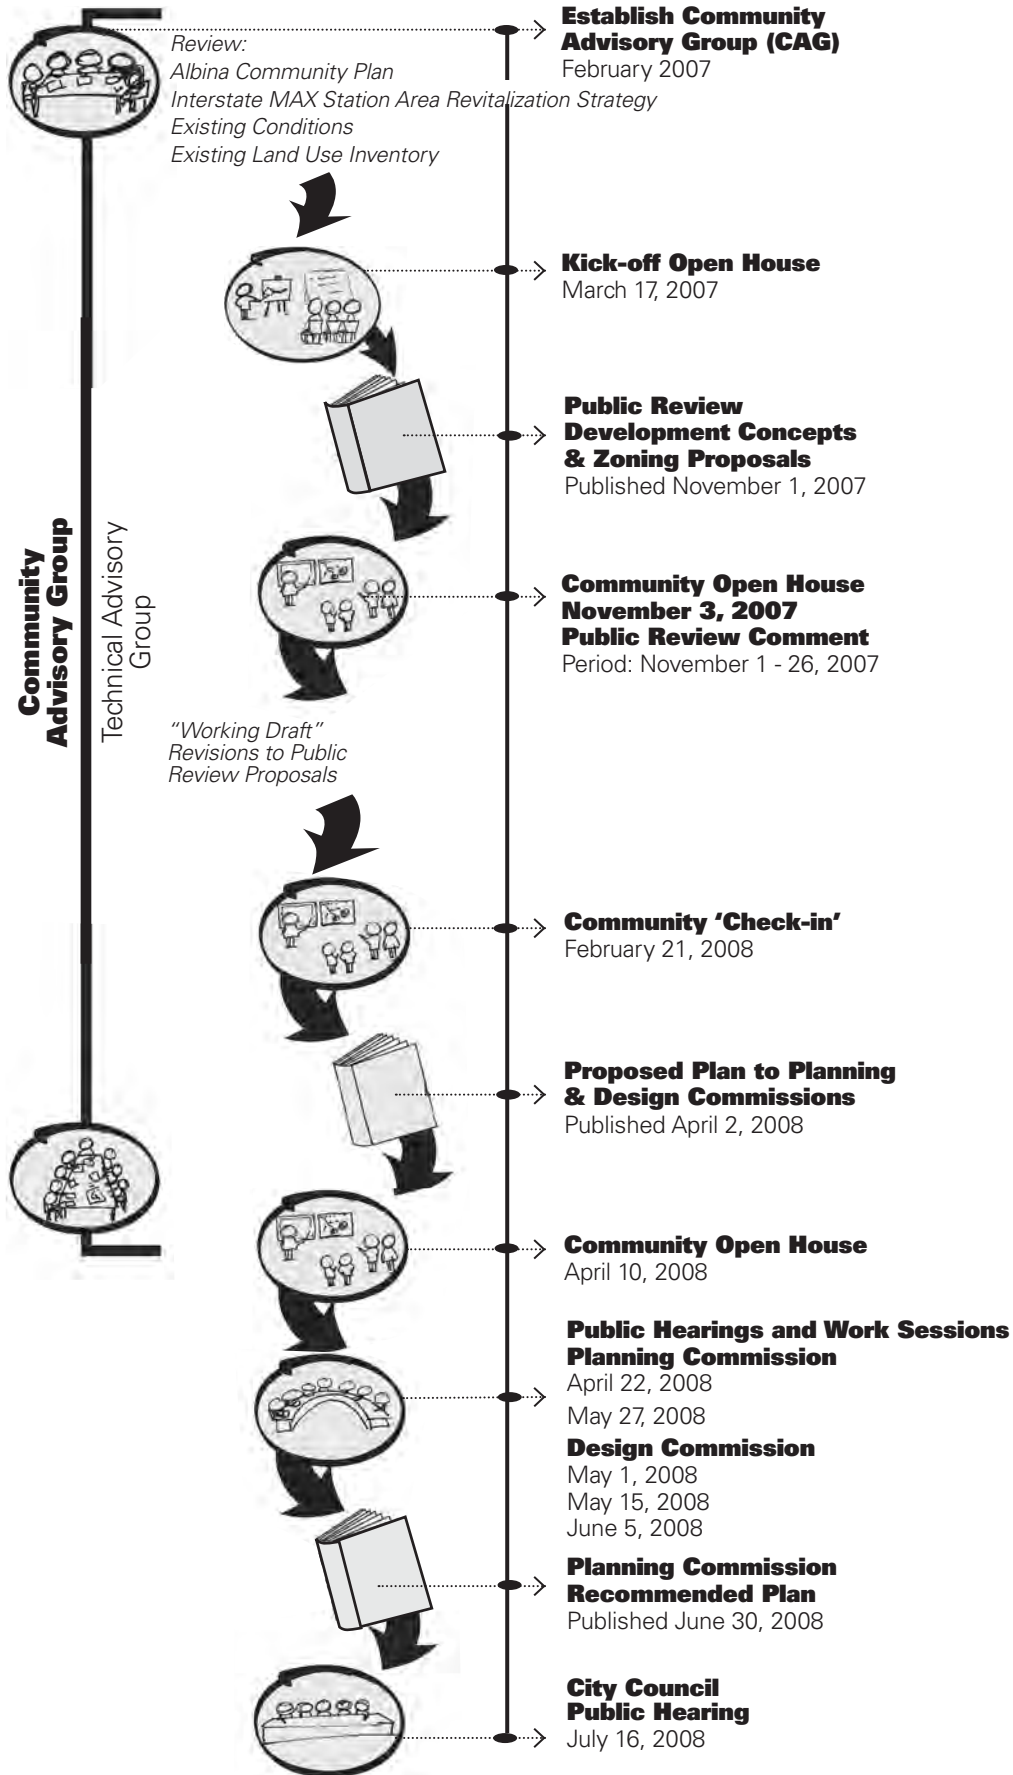 Establish Community
Advisory Group (CAG)
February 2007
Review:
Albina Community Plan
Interstate MAX Station Area Revitalization Strategy
Existing Conditions
Existing Land Use Inventory
Kick-off Open House
March 17, 2007
Public Review
Development Concepts
& Zoning Proposals
Published November 1, 2007
Community
Advisory Group
Technical Advisory
Group
Community Open House
November 3, 2007
Public Review Comment
Period: November 1 - 26, 2007
“Working Draft”
Revisions to Public
Review Proposals
Community ‘Check-in’
February 21, 2008
Proposed Plan to Planning
& Design Commissions
Published April 2, 2008
Community Open House
April 10, 2008
Public Hearings and Work Sessions
Planning Commission
April 22, 2008
May 27, 2008
Design Commission
May 1, 2008
May 15, 2008
June 5, 2008
Planning Commission
Recommended Plan
Published June 30, 2008
City Council
Public Hearing
July 16, 2008